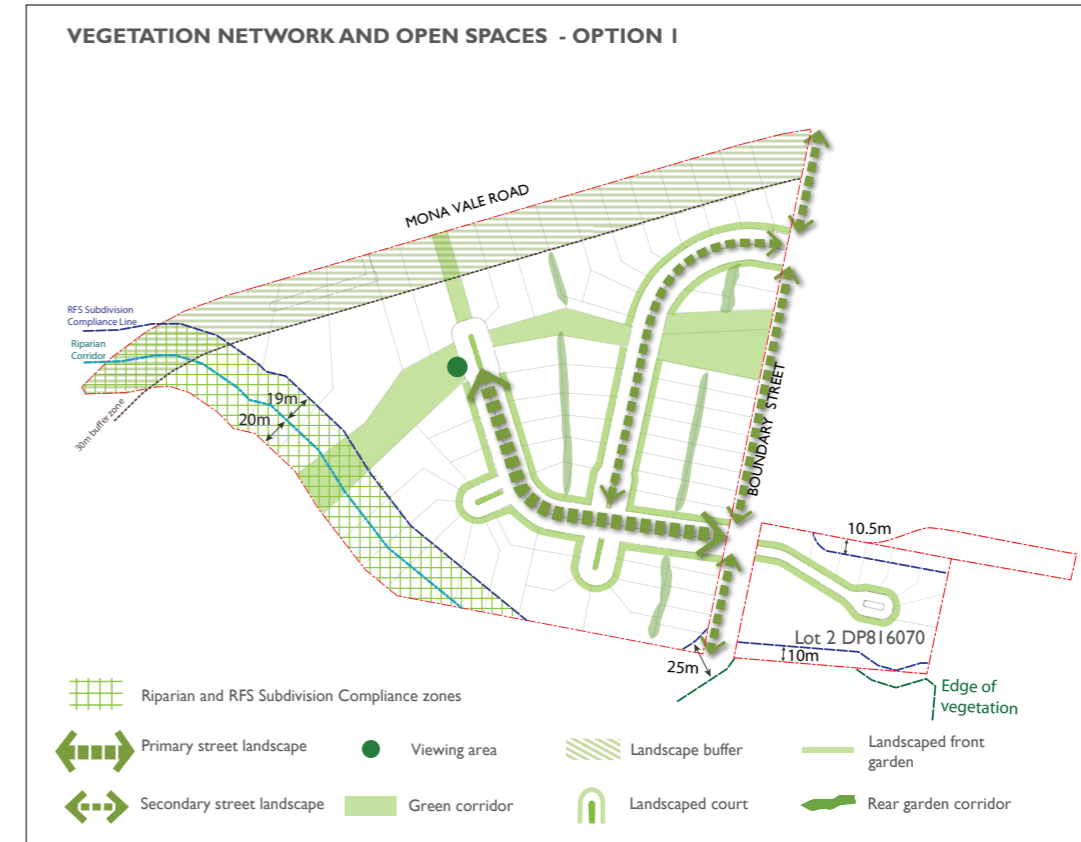 VEGETATION NETWORK AND OPEN SPACES - OPTION 1
MONA VALE ROAD
RFS Subdivision
Compliance Line
Riparian
Corridor
30m buffer zone
19m
20m
BOUNDARY STREET
10.5m
Lot 2 DP816070
10m
25m
Edge of
vegetation
Riparian and RFS Subdivision Compliance zones
Primary street landscape
Viewing area
Landscape buffer
Landscaped front
garden
Secondary street landscape
Green corridor
Landscaped court
Rear garden corridor